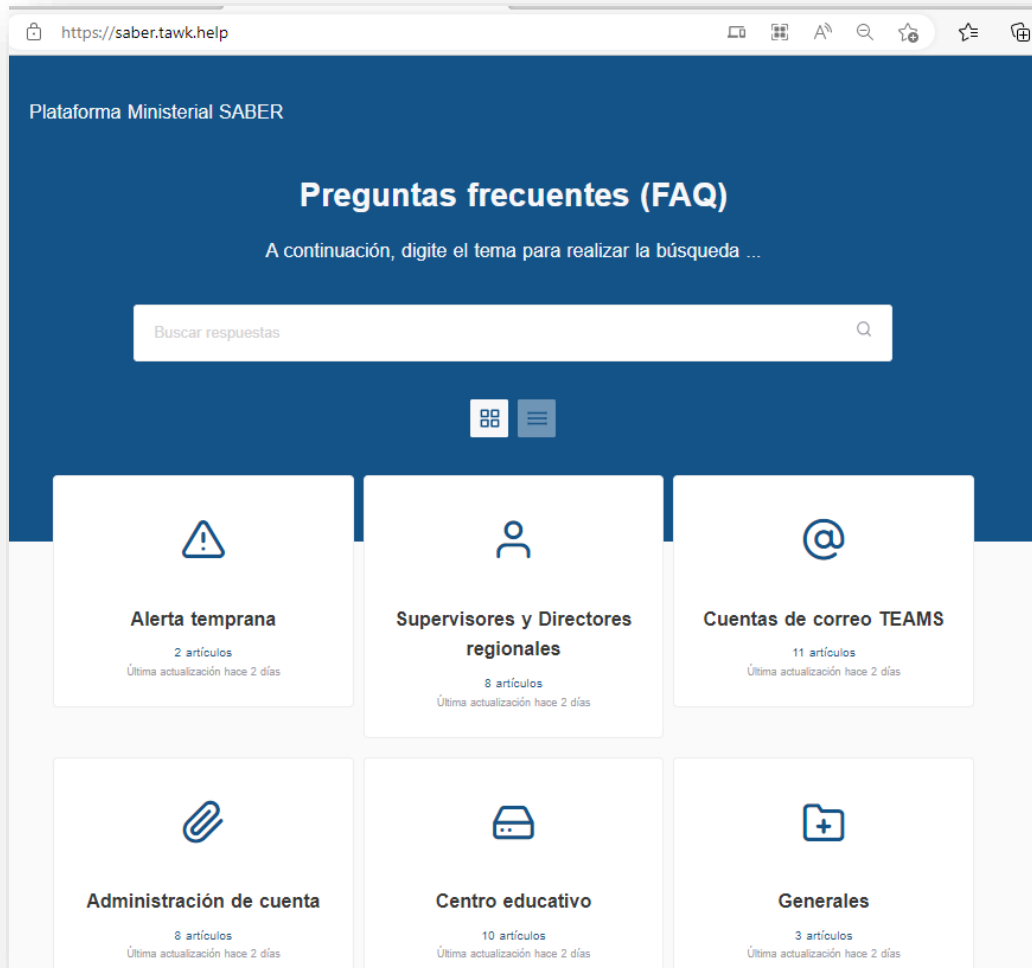 https://saber.tawk.help
Plataforma Ministerial SABER
Preguntas frecuentes (FAQ)
A continuación, digite el tema para realizar la búsqueda ...
Buscar respuestas
Alerta temprana
2 artículos
Última actualización hace 2 días
Supervisores y Directores
regionales
8 artículos
Última actualización hace 2 días
Cuentas de correo TEAMS
11 artículos
Última actualización hace 2 días
Administración de cuenta
8 artículos
Última actualización hace 2 días
Centro educativo
10 artículos
Última actualización hace 2 días
Generales
3 artículos
Última actualización hace 2 días